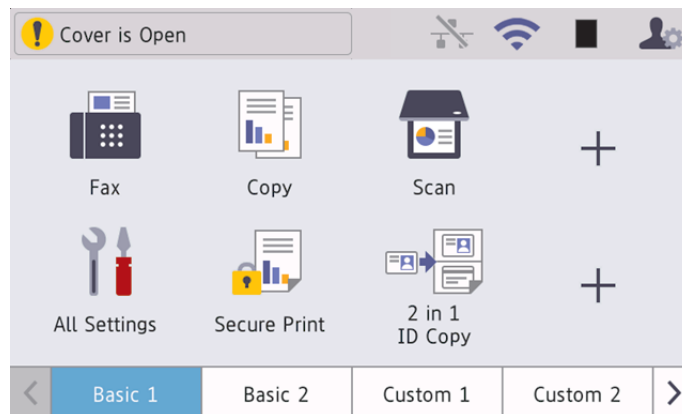 Cover is Open
Fax
Copy
Scan
All Settings
Secure Print
2 in 1
ID Copy
Basic 1
Basic 2
Custom 1
Custom 2